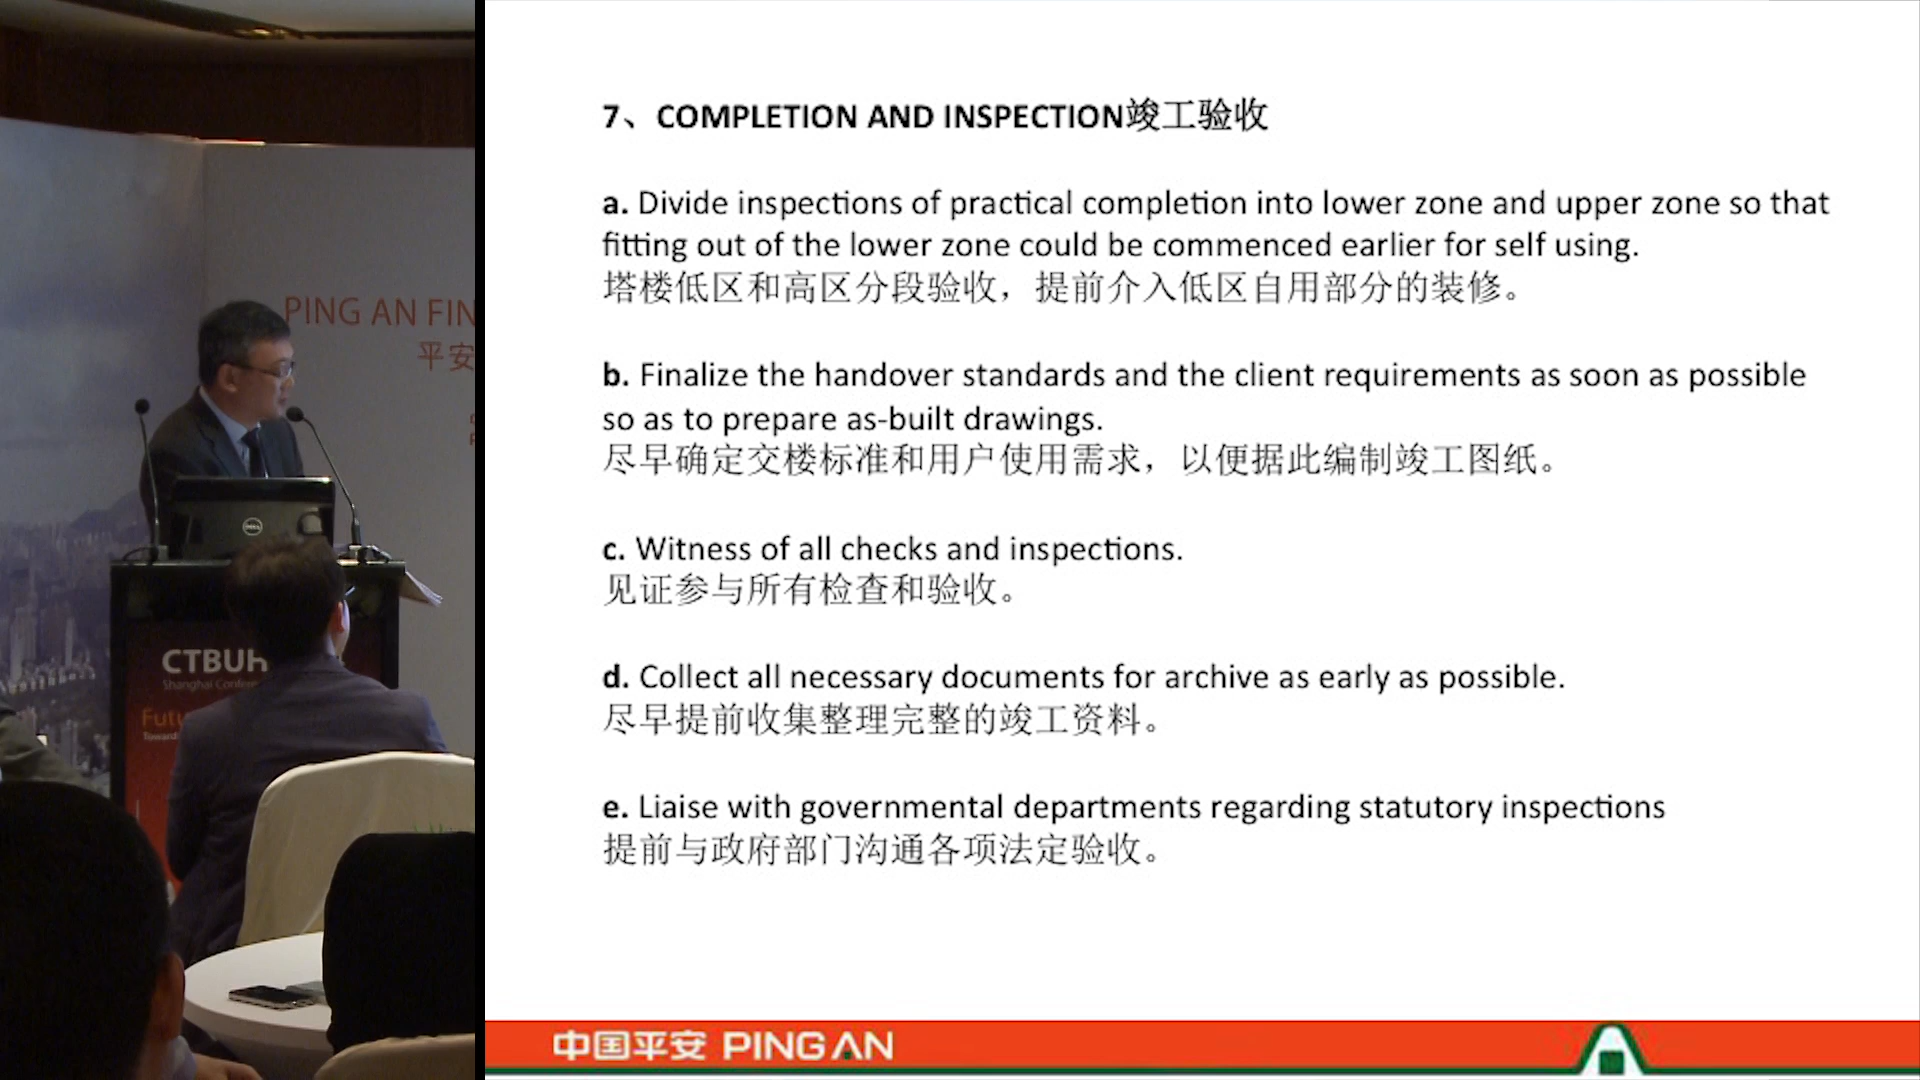 PING AN FIN
平安
DELL
CTBUH
Shanghai Confere
Futu
Toward
7、COMPLETION AND INSPECTION竣工验收
a. Divide inspections of practical completion into lower zone and upper zone so that
fitting out of the lower zone could be commenced earlier for self using.
塔楼低区和高区分段验收，提前介入低区自用部分的装修。
b. Finalize the handover standards and the client requirements as soon as possible
so as to prepare as-built drawings.
尽早确定交楼标准和用户使用需求，以便据此编制竣工图纸。
c. Witness of all checks and inspections.
见证参与所有检查和验收。
d. Collect all necessary documents for archive as early as possible.
尽早提前收集整理完整的竣工资料。
e. Liaise with governmental departments regarding statutory inspections
提前与政府部门沟通各项法定验收。
中国平安 PING AN